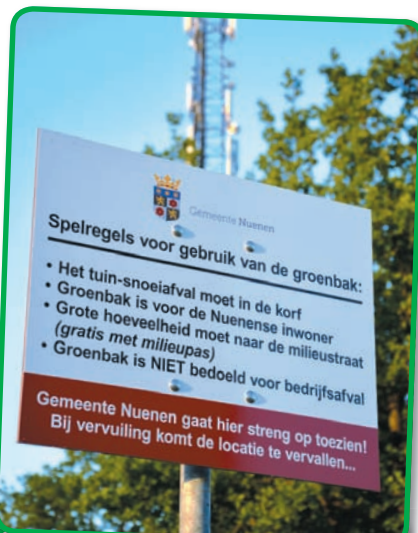 Gemeente Nuenen
Spelregels voor gebruik van de groenbak:
• Het tuin-snoeiafval moet in de korf
• Groenbak is voor de Nuenense inwoner
• Grote hoeveelheid moet naar de milieustraat
(gratis met milieupas)
• Groenbak is NIET bedoeld voor bedrijfsafval
Gemeente Nuenen gaat hier streng op toezien!
Bij vervuiling komt de locatie te vervallen...